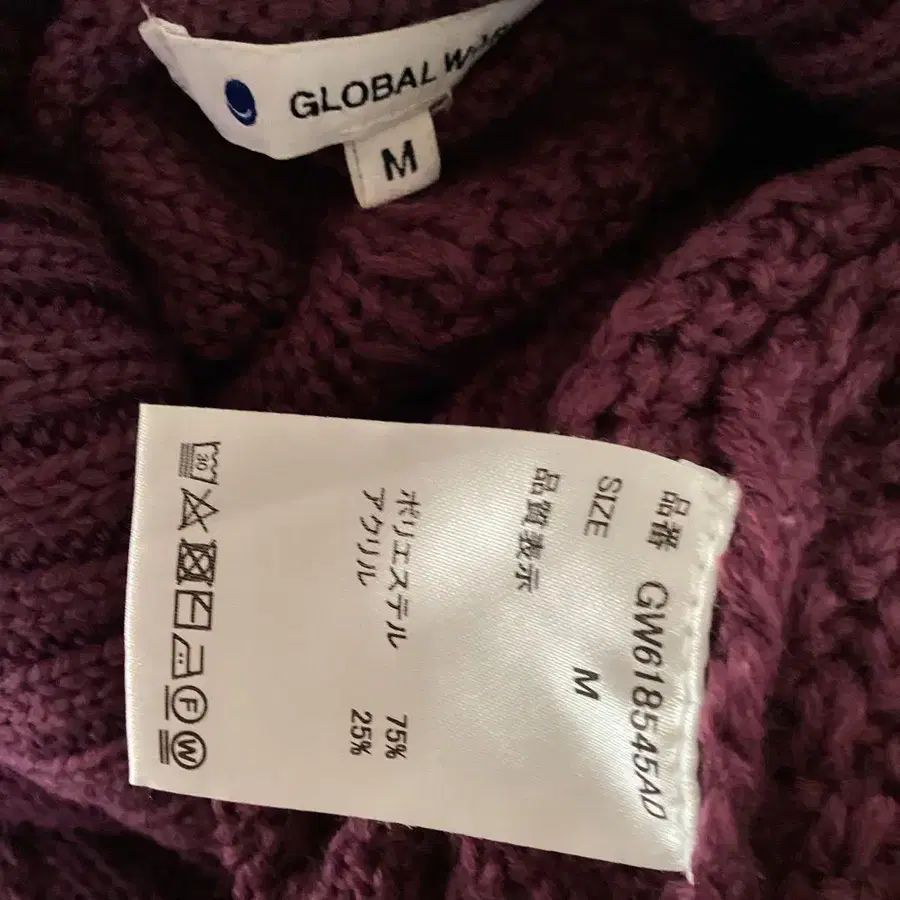 GLOBAL
M
品番 GW618545AD
SIZE M
品質表示
ポリエステル 75%
アクリル 25%
30
F
W